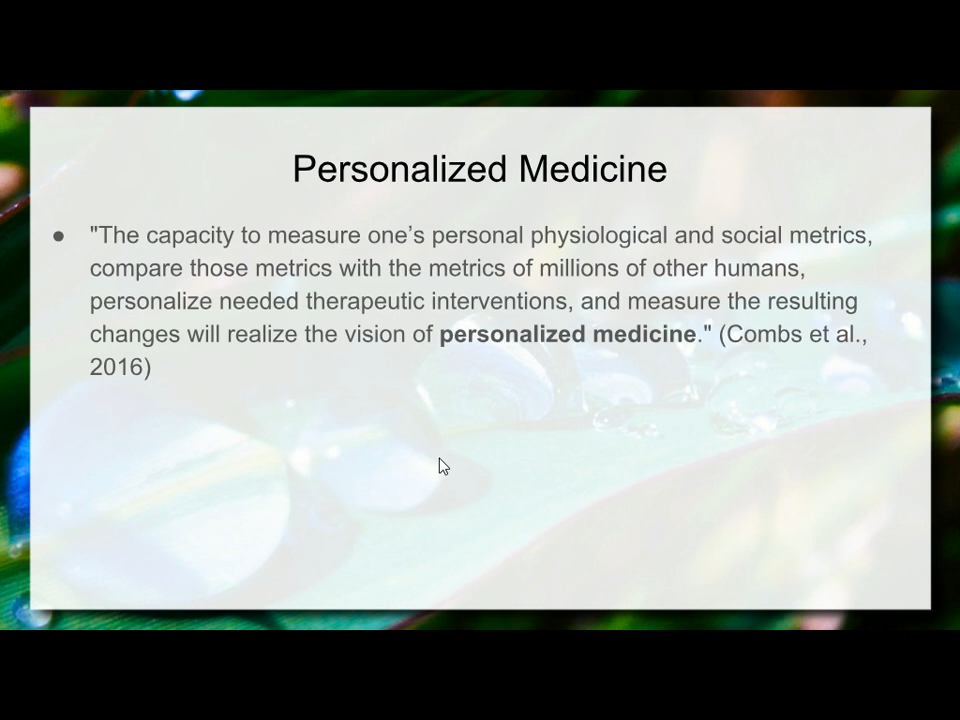 Personalized Medicine
● "The capacity to measure one’s personal physiological and social metrics,
compare those metrics with the metrics of millions of other humans,
personalize needed therapeutic interventions, and measure the resulting
changes will realize the vision of personalized medicine." (Combs et al.,
2016)